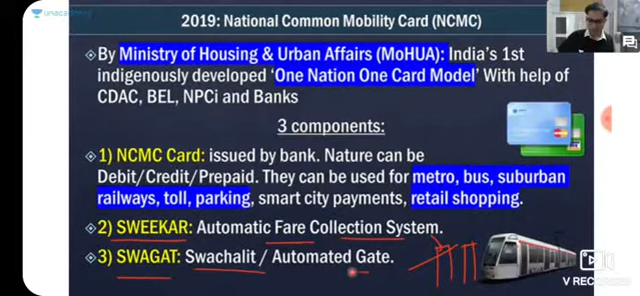 unacademy
2019: National Common Mobility Card (NCMC)
❖By Ministry of Housing & Urban Affairs (MoHUA): India's 1st
indigenously developed 'One Nation One Card Model' With help of
CDAC, BEL, NPCi and Banks
3 components:
❖1) NCMC Card: issued by bank. Nature can be
Debit/Credit/Prepaid. They can be used for metro, bus, suburban
railways, toll, parking, smart city payments, retail shopping.
❖2) SWEEKAR: Automatic Fare Collection System.
❖3) SWAGAT: Swachalit / Automated Gate.
V RECORDER